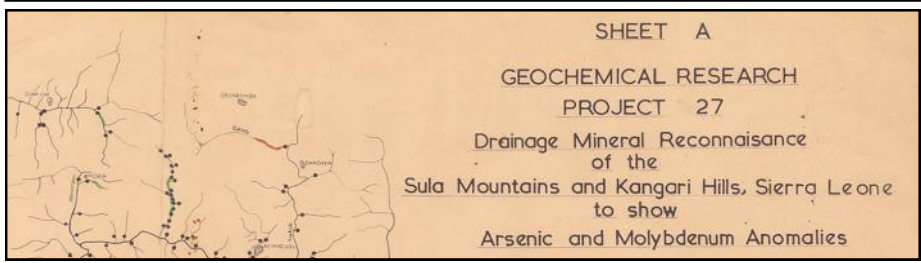 SHEET A
GEOCHEMICAL RESEARCH
PROJECT 27
Drainage Mineral Reconnaisance
of the
Sula Mountains and Kangari Hills, Sierra Leone
to show
Arsenic and Molybdenum Anomalies